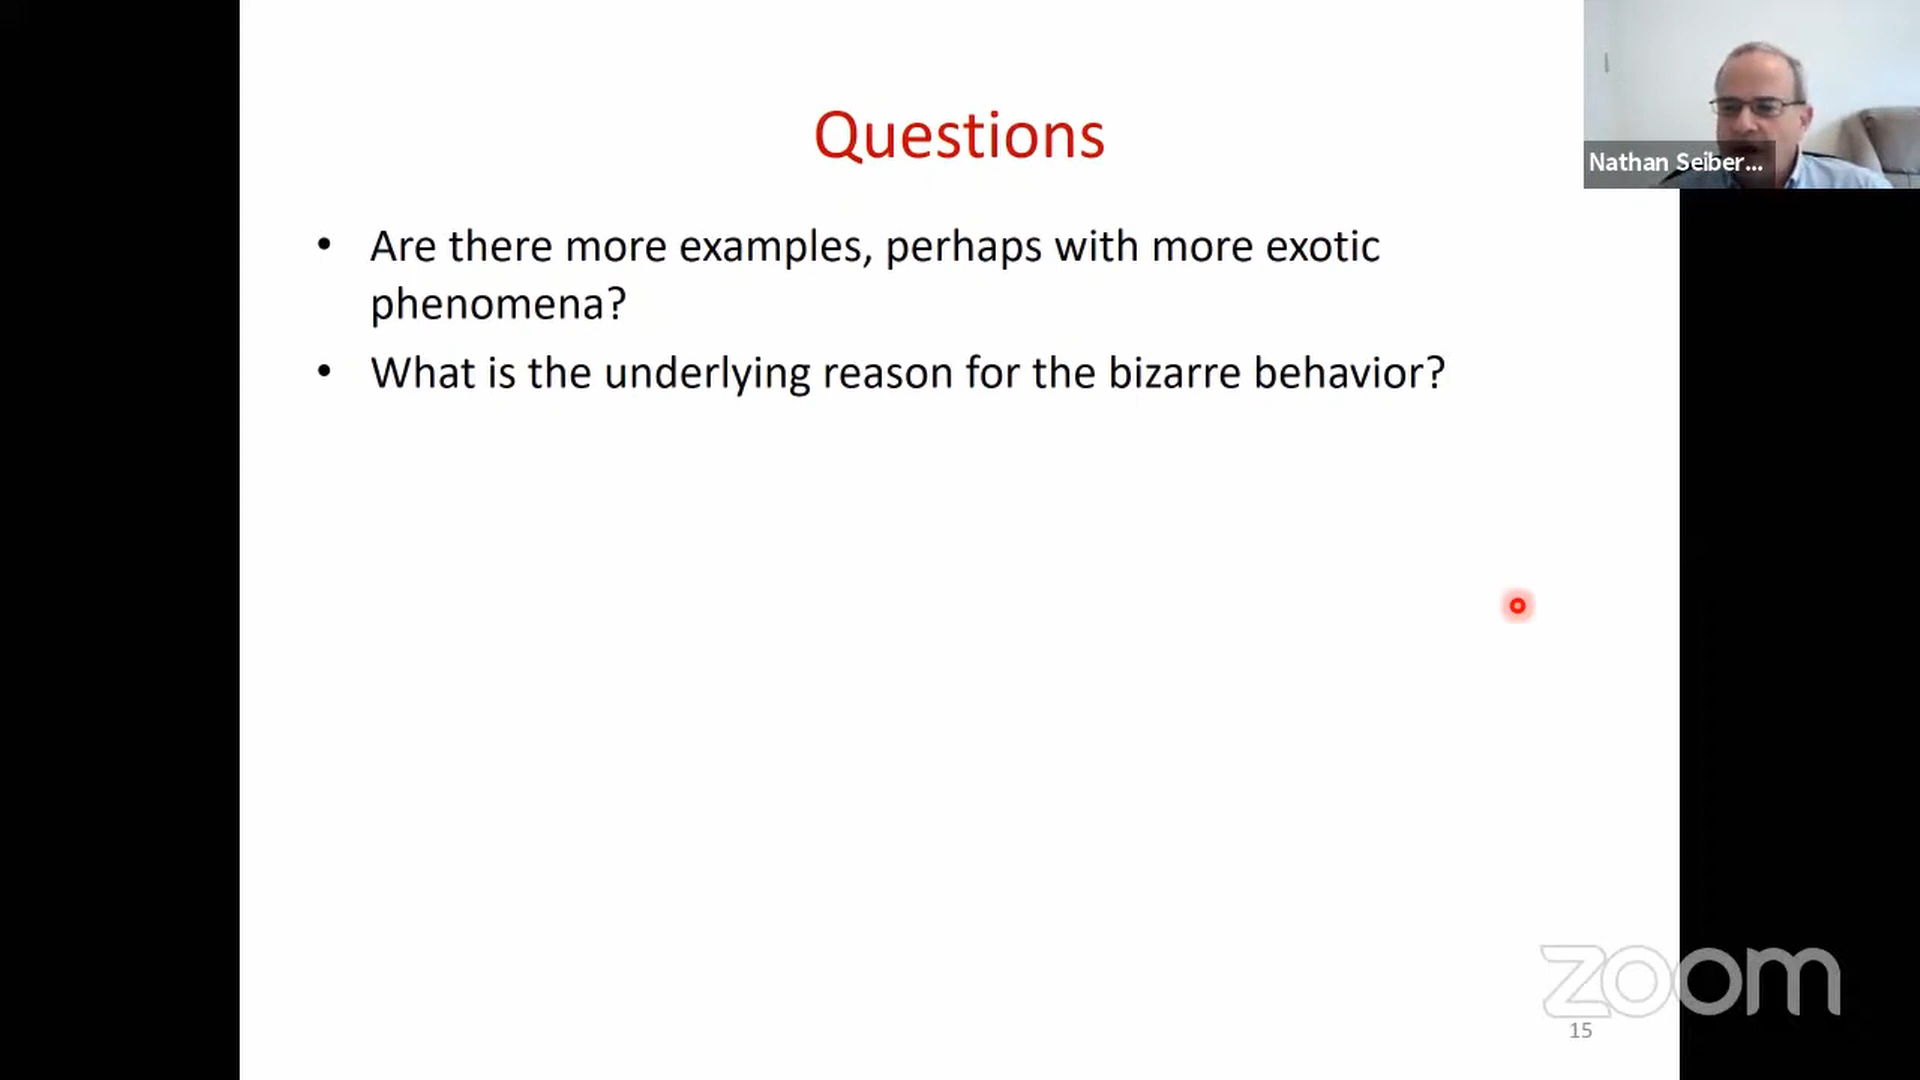 Questions
Nathan Seiber...
• Are there more examples, perhaps with more exotic
phenomena?
• What is the underlying reason for the bizarre behavior?
zoom
15